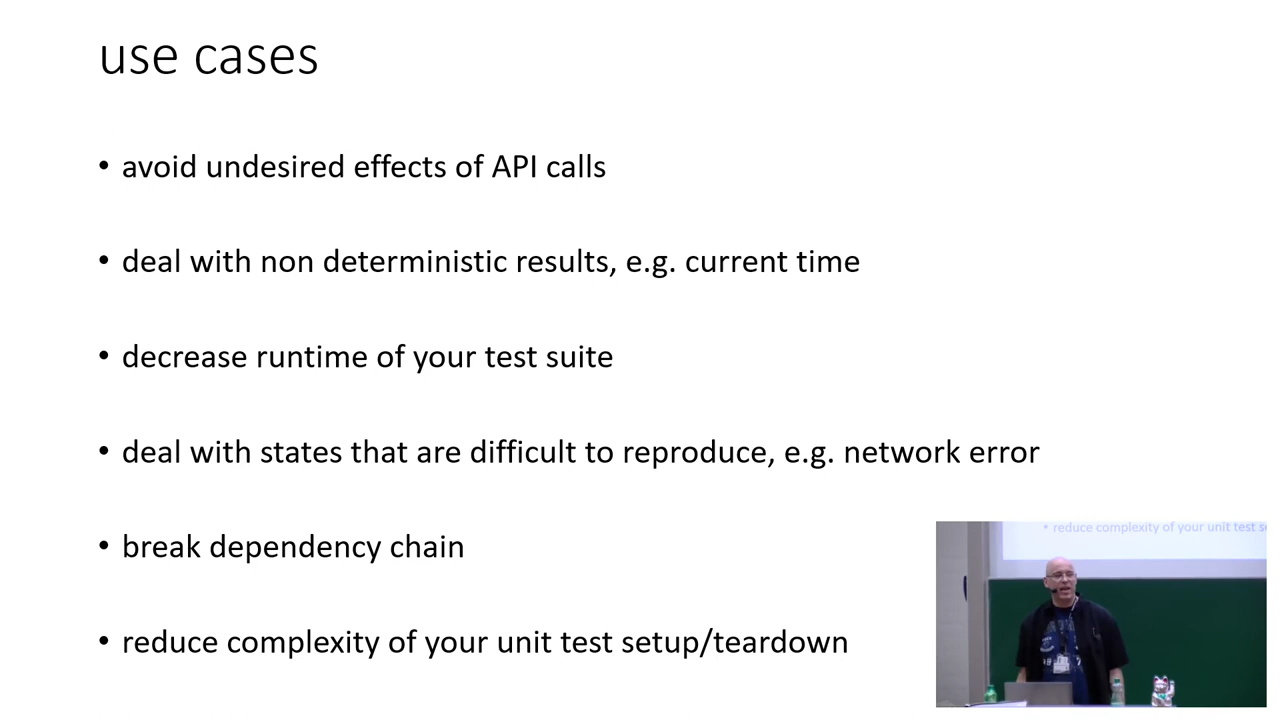 use cases
• avoid undesired effects of API calls
• deal with non deterministic results, e.g. current time
• decrease runtime of your test suite
• deal with states that are difficult to reproduce, e.g. network error
• break dependency chain
• reduce complexity of your unit test setup/teardown
• reduce complexity of your unit test